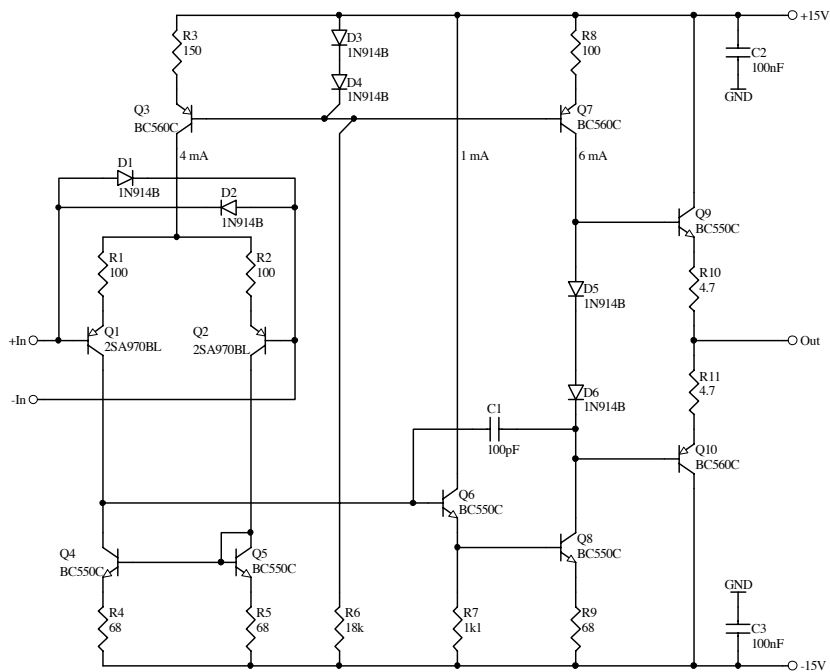 R3
150
D3
1N914B
R8
100
+15V
C2
100nF
GND
D4
1N914B
Q3
BC560C
Q7
BC560C
4 mA
1 mA
6 mA
D1
1N914B
D2
1N914B
Q9
BC550C
R1
100
R2
100
R10
4.7
D5
1N914B
Q1
2SA970BL
Q2
2SA970BL
+In
Out
R11
4.7
D6
1N914B
-In
C1
100pF
Q10
BC560C
Q6
BC550C
Q4
BC550C
Q5
BC550C
Q8
BC550C
GND
R4
68
R5
68
R6
18k
R7
1k1
R9
68
C3
100nF
-15V